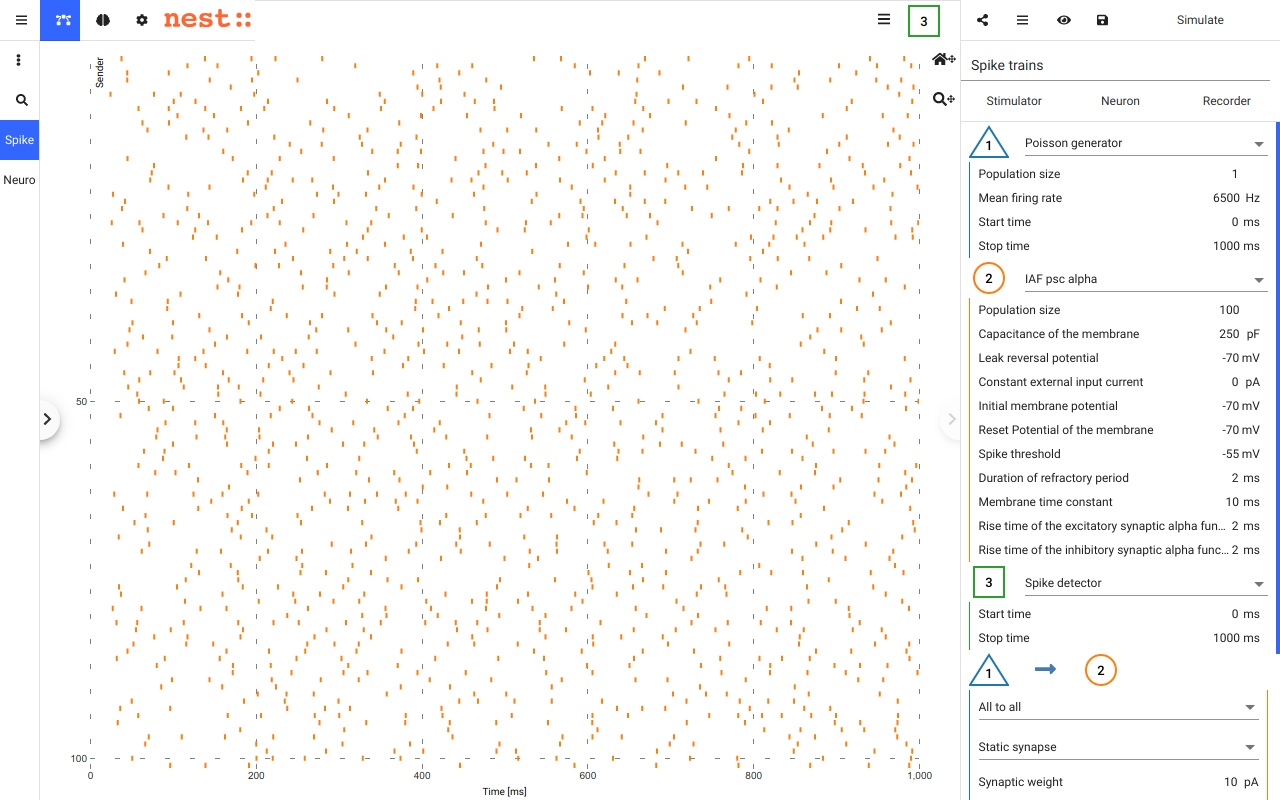 nest::
3
Simulate
Spike
Neuro
Sender
50
100
0
200
400
600
800
1,000
Time [ms]
Spike trains
Stimulator Neuron Recorder
1 Poisson generator
Population size 1
Mean firing rate 6500 Hz
Start time 0 ms
Stop time 1000 ms
2 IAF psc alpha
Population size 100
Capacitance of the membrane 250 pF
Leak reversal potential -70 mV
Constant external input current 0 pA
Initial membrane potential -70 mV
Reset Potential of the membrane -70 mV
Spike threshold -55 mV
Duration of refractory period 2 ms
Membrane time constant 10 ms
Rise time of the excitatory synaptic alpha fun... 2 ms
Rise time of the inhibitory synaptic alpha func... 2 ms
3 Spike detector
Start time 0 ms
Stop time 1000 ms
1 → 2
All to all
Static synapse
Synaptic weight 10 pA